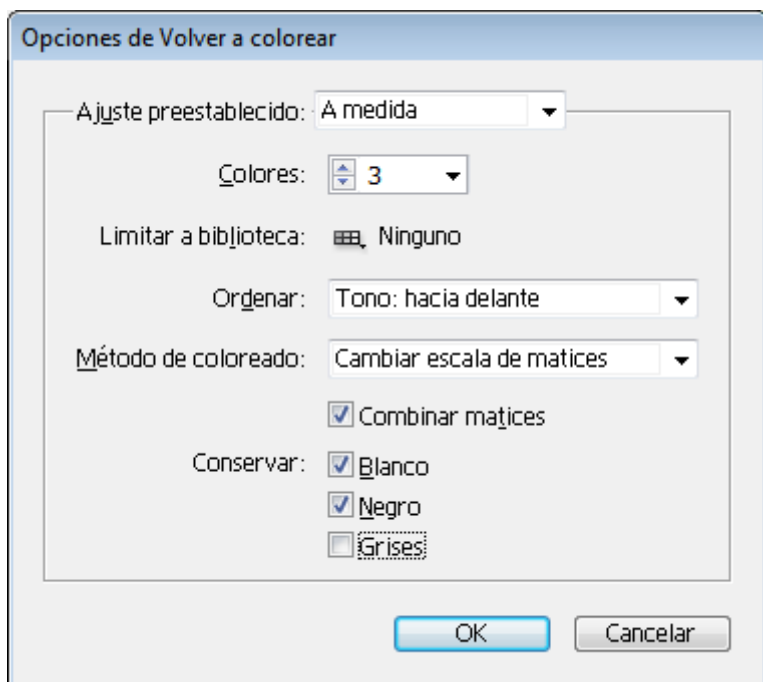 Opciones de Volver a colorear
Ajuste preestablecido: A medida
Colores: 3
Limitar a biblioteca: Ninguno
Ordenar: Tono: hacia delante
Método de coloreado: Cambiar escala de matices
Combinar matices
Conservar: Blanco
Negro
Grises
OK Cancelar